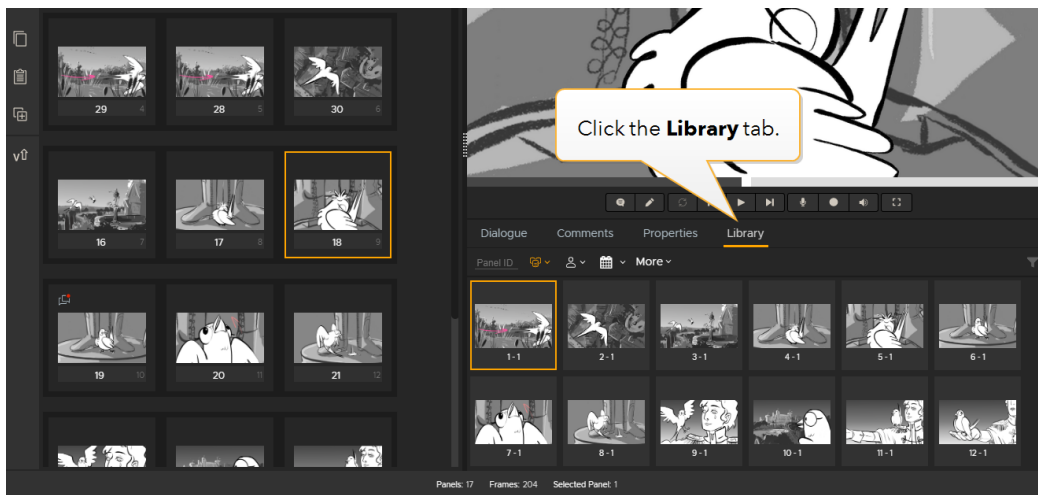 29 4
28 5
30 6
V
16 7
17 8
18 9
19 10
20 11
21 12
Click the Library tab.
Dialogue Comments Properties Library
Panel ID More
1 - 1
2 - 1
3 - 1
4 - 1
5 - 1
6 - 1
7 - 1
8 - 1
9 - 1
10 - 1
11 - 1
12 - 1
Panels: 17 Frames: 204 Selected Panel: 1